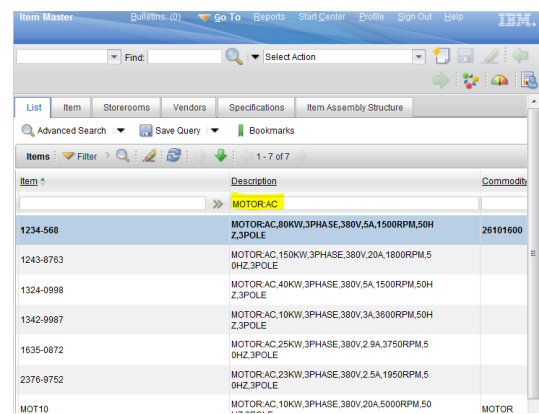 Item Master Bulletins: (0) Go To Reports Start Center Profile Sign Out Help IBM.
Find: Select Action
List Item Storerooms Vendors Specifications Item Assembly Structure
Advanced Search Save Query Bookmarks
Items Filter 1 - 7 of 7
Item Description Commodity
MOTOR:AC
1234-568 MOTOR:AC,80KW,3PHASE,380V,5A,1500RPM,50H 26101600
Z,3POLE
1243-8763 MOTOR:AC,150KW,3PHASE,380V,20A,1800RPM,5
0HZ,3POLE
1324-0998 MOTOR:AC,40KW,3PHASE,380V,5A,1500RPM,50H
Z,3POLE
1342-9987 MOTOR:AC,10KW,3PHASE,380V,3A,3600RPM,50H
Z,3POLE
1635-0872 MOTOR:AC,25KW,3PHASE,380V,2.9A,3750RPM,5
0HZ,3POLE
2376-9752 MOTOR:AC,23KW,3PHASE,380V,2.5A,1950RPM,5
0HZ,3POLE
MOT10 MOTOR:AC,10KW,3PHASE,380V,20A,5000RPM,50 MOTOR